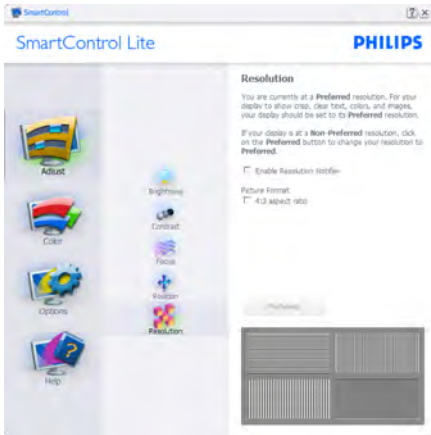 SmartControl
SmartControl Lite
PHILIPS
Resolution
You are currently at a Preferred resolution. For your
display to show crisp, clear text, colors, and images,
your display should be set to its Preferred resolution.
If your display is at a Non-Preferred resolution, click
on the Preferred button to change your resolution to
Preferred.
Enable Resolution Notifier
Picture Format
4:3 aspect ratio
Preferred
Adjust
Color
Options
Help
Brightness
Contrast
Focus
Position
Resolution